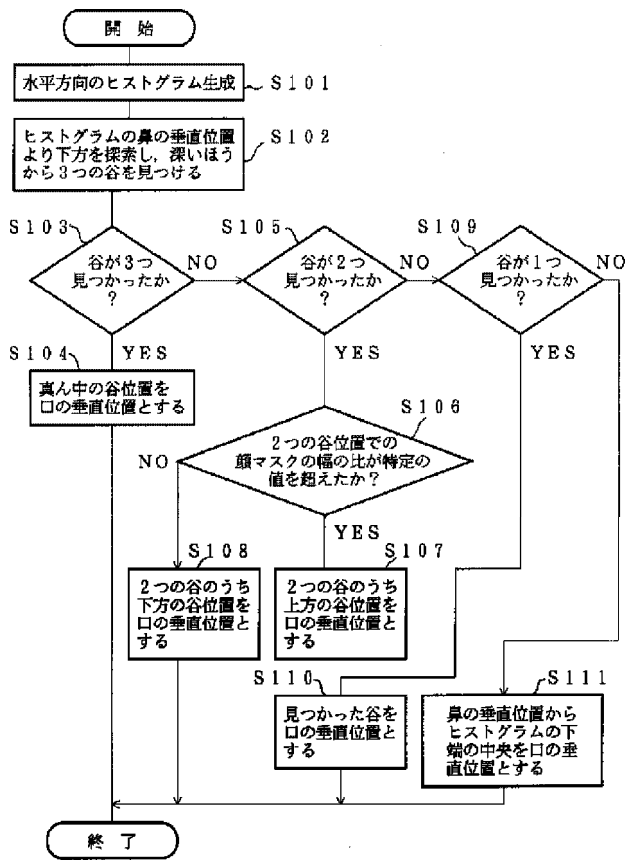 開 始
水平方向のヒストグラム生成
S101
ヒストグラムの鼻の垂直位置
より下方を探索し，深いほう
から3つの谷を見つける
S102
S103
谷が3つ
見つかったか
？
NO
YES
S105
谷が2つ
見つかったか
？
NO
YES
S109
谷が1つ
見つかったか
？
NO
YES
S104
真ん中の谷位置を
口の垂直位置とする
S106
2つの谷位置での
顔マスクの幅の比が特定の
値を超えたか？
NO
YES
S108
2つの谷のうち
下方の谷位置を
口の垂直位置と
する
S107
2つの谷のうち
上方の谷位置を
口の垂直位置と
する
S110
見つかった谷を
口の垂直位置と
する
S111
鼻の垂直位置から
ヒストグラムの下
端の中央を口の垂
直位置とする
終 了